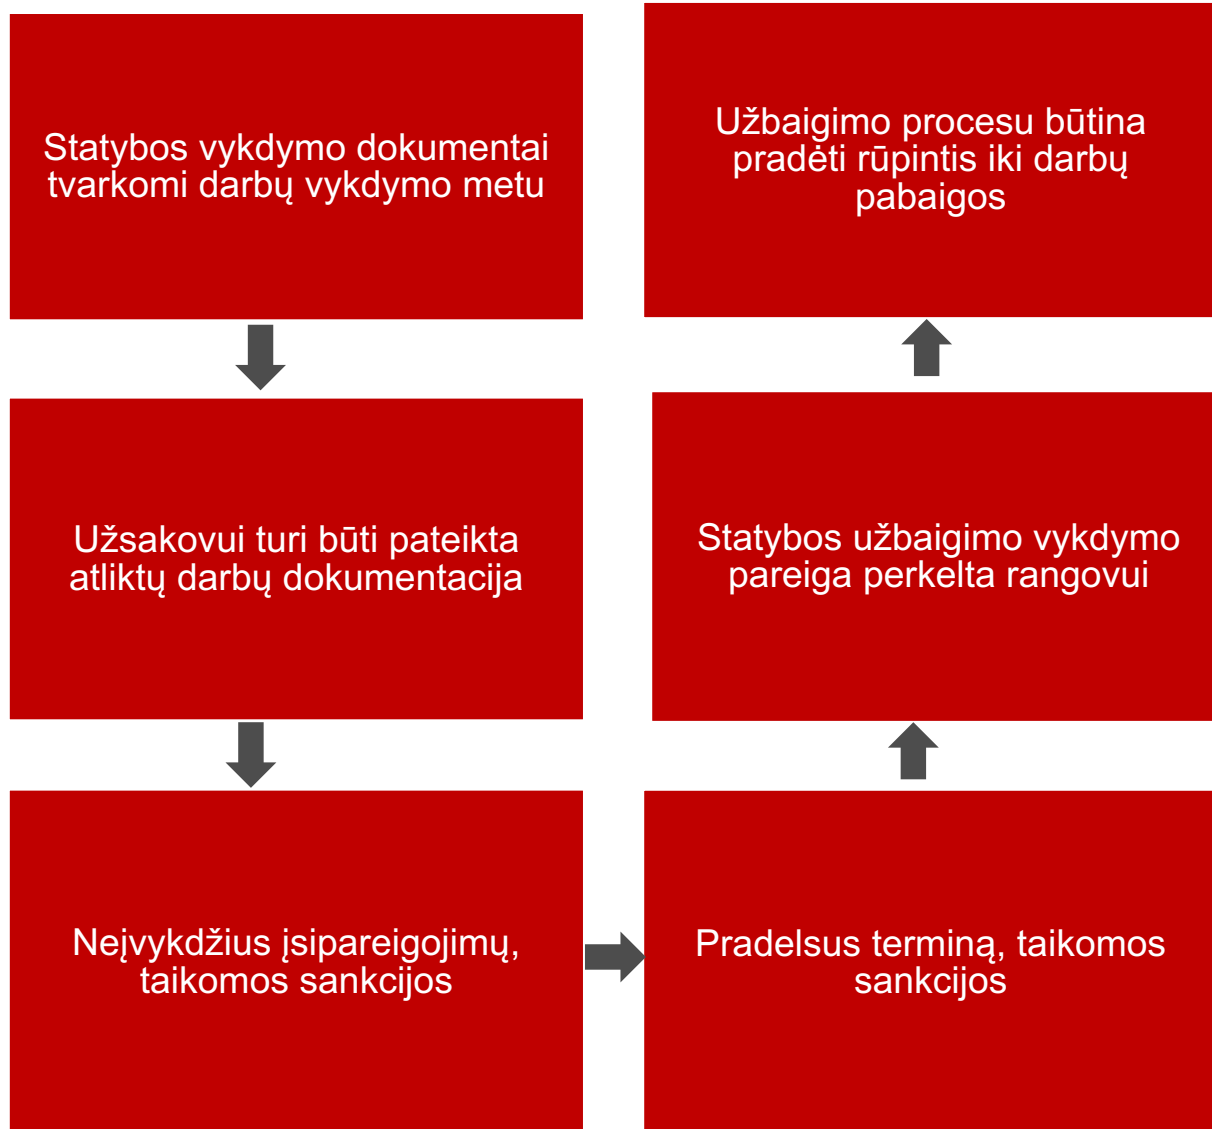 Statybos vykdymo dokumentai
tvarkomi darbų vykdymo metu
Užsakovui turi būti pateikta
atliktų darbų dokumentacija
Neįvykdžius įsipareigojimų,
taikomos sankcijos
Pradelsus terminą, taikomos
sankcijos
Statybos užbaigimo vykdymo
pareiga perkelta rangovui
Užbaigimo procesu būtina
pradėti rūpintis iki darbų
pabaigos